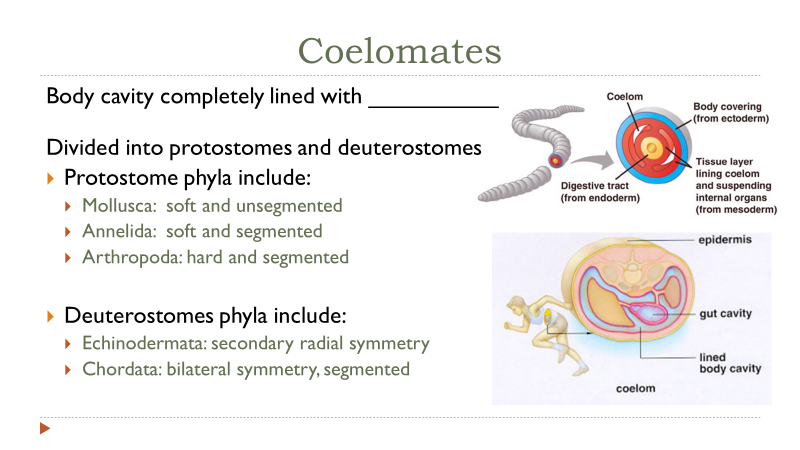 Coelomates
Body cavity completely lined with ___________
Divided into protostomes and deuterostomes
Protostome phyla include:
Mollusca: soft and unsegmented
Annelida: soft and segmented
Arthropoda: hard and segmented
Deuterostomes phyla include:
Echinodermata: secondary radial symmetry
Chordata: bilateral symmetry, segmented
Coelom
Body covering
(from ectoderm)
Tissue layer
lining coelom
and suspending
internal organs
(from mesoderm)
Digestive tract
(from endoderm)
epidermis
gut cavity
lined
body cavity
coelom